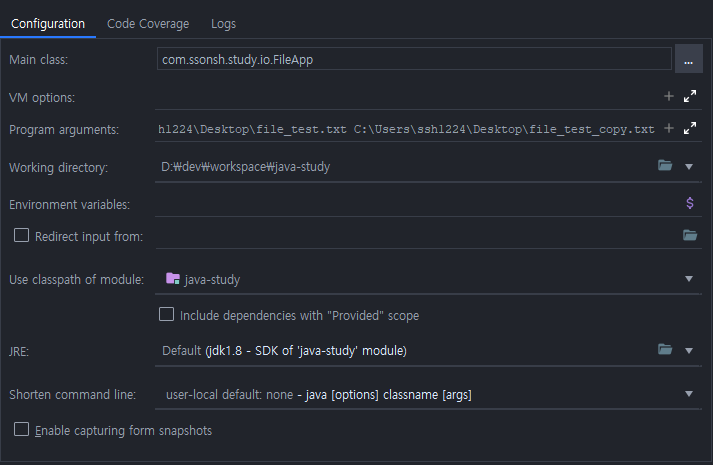 Configuration Code Coverage Logs
Main class: com.ssonsh.study.io.FileApp ...
VM options:
Program arguments: h1224\Desktop\file_test.txt C:\Users\ssh1224\Desktop\file_test_copy.txt
Working directory: D:₩dev₩workspace₩java-study
Environment variables: $
Redirect input from:
Use classpath of module: java-study
Include dependencies with "Provided" scope
JRE: Default (jdk1.8 - SDK of 'java-study' module)
Shorten command line: user-local default: none - java [options] classname [args]
Enable capturing form snapshots